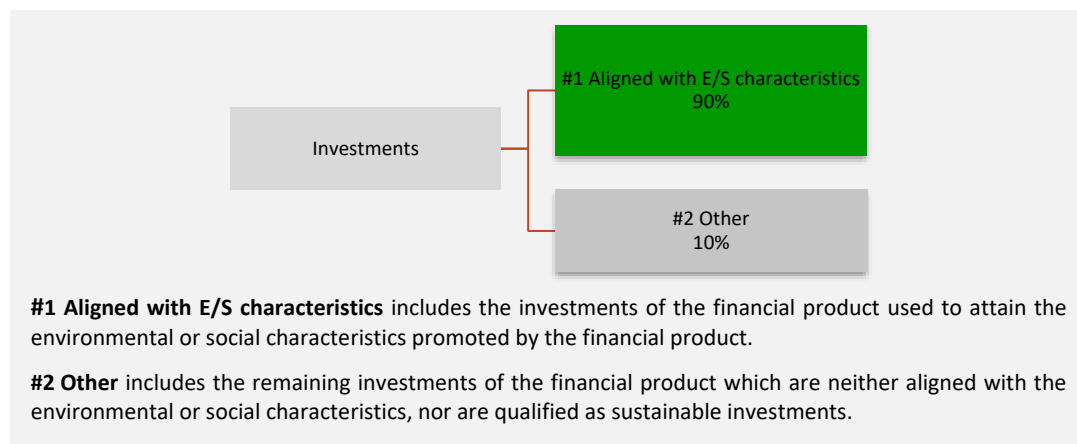 #1 Aligned with E/S characteristics
90%
Investments
#2 Other
10%
#1 Aligned with E/S characteristics includes the investments of the financial product used to attain the
environmental or social characteristics promoted by the financial product.
#2 Other includes the remaining investments of the financial product which are neither aligned with the
environmental or social characteristics, nor are qualified as sustainable investments.